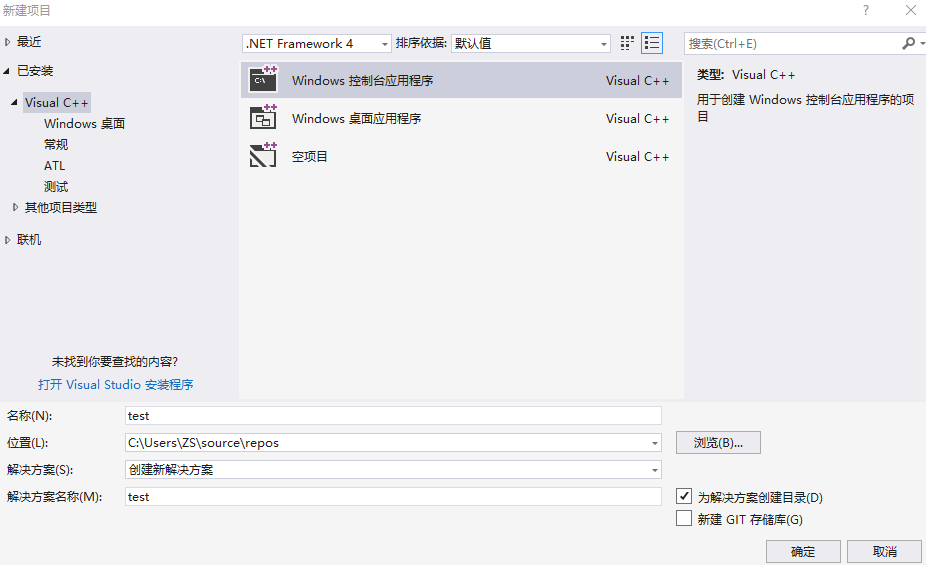 新建项目
最近
已安装
Visual C++
Windows 桌面
常规
ATL
测试
其他项目类型
联机
未找到你要查找的内容?
打开 Visual Studio 安装程序
.NET Framework 4 排序依据: 默认值
Windows 控制台应用程序 Visual C++
Windows 桌面应用程序 Visual C++
空项目 Visual C++
搜索(Ctrl+E)
类型: Visual C++
用于创建 Windows 控制台应用程序的项
目
名称(N): test
位置(L): C:\Users\ZS\source\repos 浏览(B)...
解决方案(S): 创建新解决方案
解决方案名称(M): test
为解决方案创建目录(D)
新建 GIT 存储库(G)
确定 取消